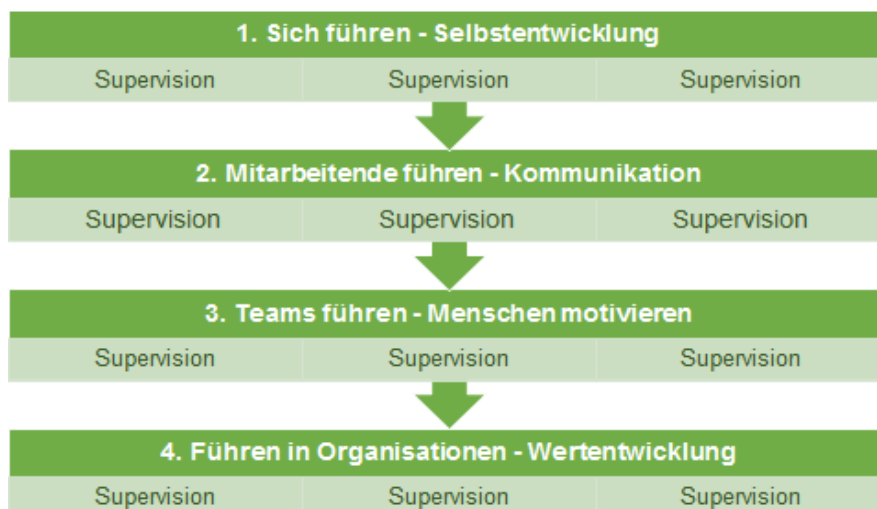 1. Sich führen - Selbstentwicklung
Supervision Supervision Supervision
2. Mitarbeitende führen - Kommunikation
Supervision Supervision Supervision
3. Teams führen - Menschen motivieren
Supervision Supervision Supervision
4. Führen in Organisationen - Wertentwicklung
Supervision Supervision Supervision